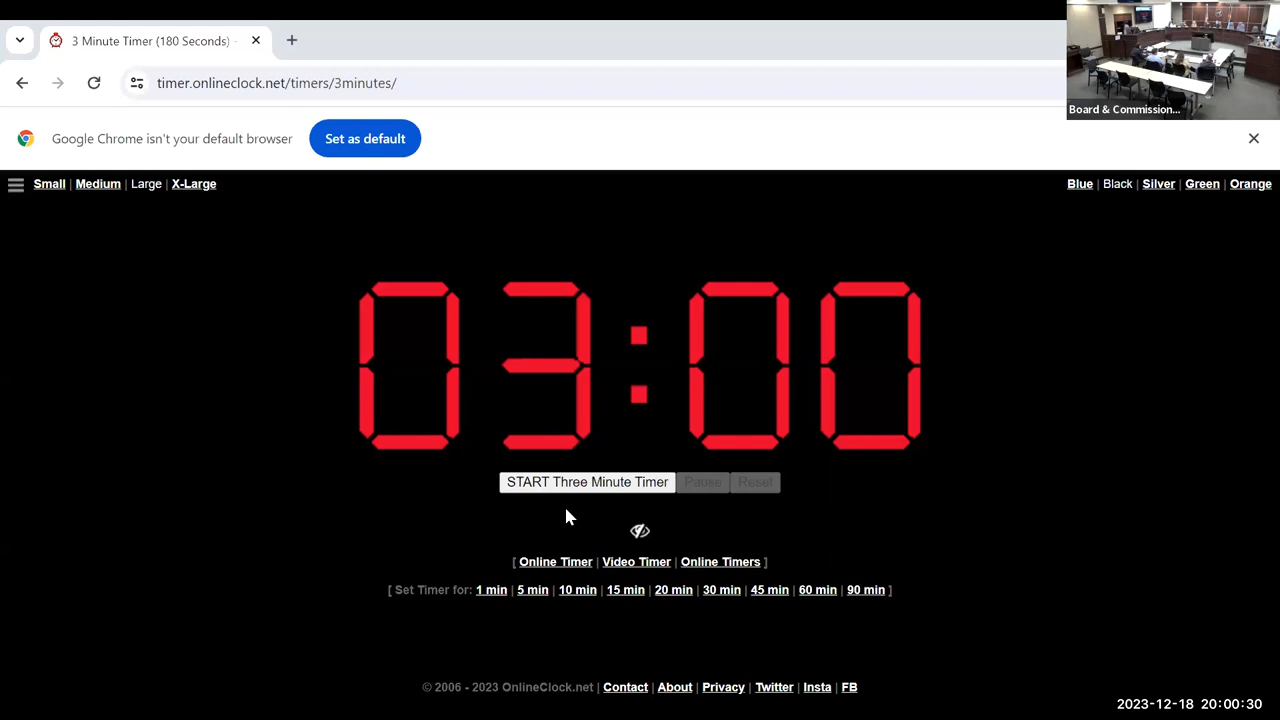 3 Minute Timer (180 Seconds) -
timer.onlineclock.net/timers/3minutes/
Board & Commission...
Google Chrome isn't your default browser
Set as default
Small | Medium | Large | X-Large
Blue | Black | Silver | Green | Orange
03:00
START Three Minute Timer Pause Reset
[ Online Timer | Video Timer | Online Timers ]
[ Set Timer for: 1 min | 5 min | 10 min | 15 min | 20 min | 30 min | 45 min | 60 min | 90 min ]
© 2006 - 2023 OnlineClock.net | Contact | About | Privacy | Twitter | Insta | FB
2023-12-18 20:00:30